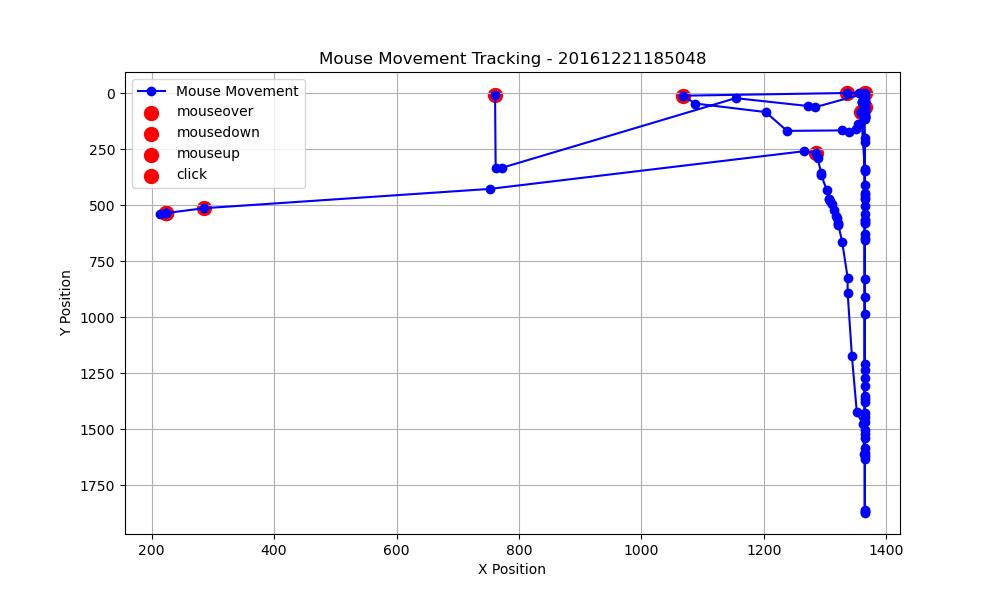 Mouse Movement Tracking - 20161221185048
Mouse Movement
mouseover
mousedown
mouseup
click
0
250
500
750
1000
1250
1500
1750
Y Position
200 400 600 800 1000 1200 1400
X Position